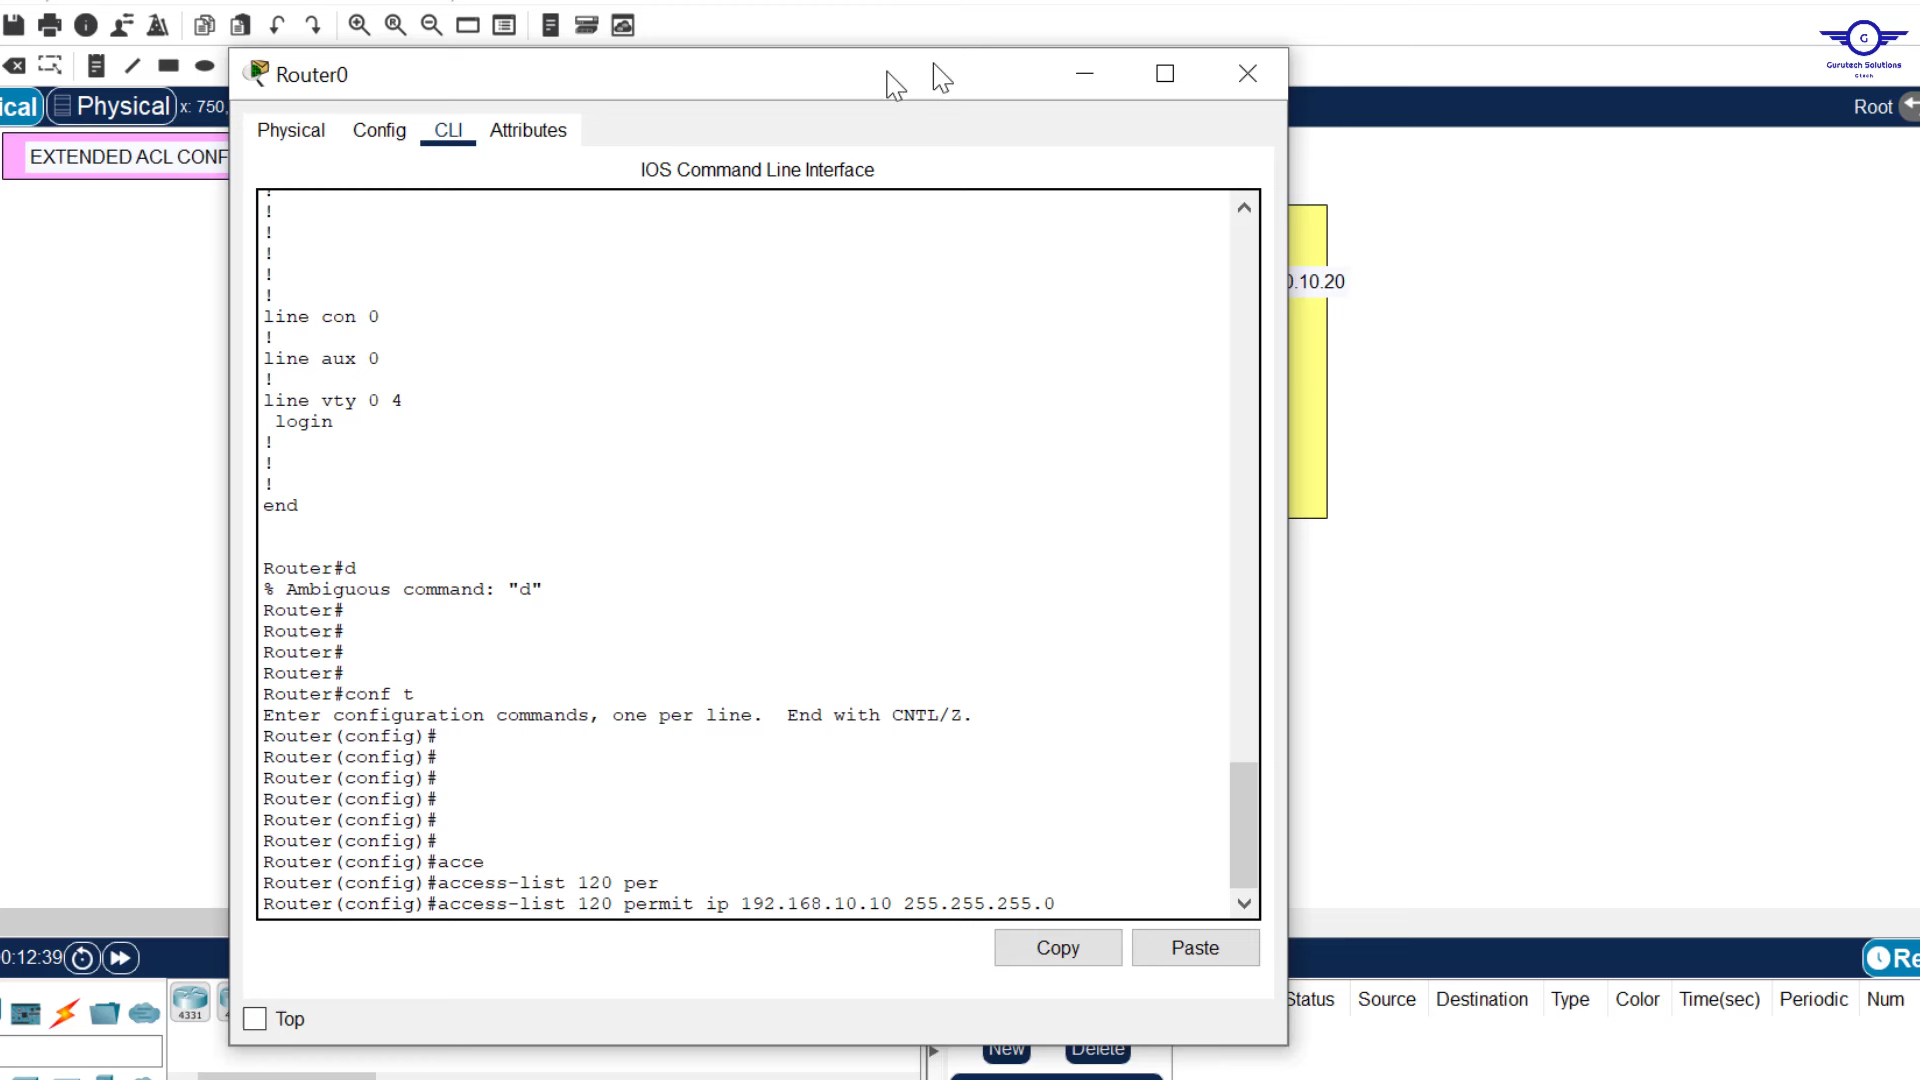 G
Gurutech Solutions
Gtech
Router0
ical
Physical
x: 750,
Root
Physical Config CLI Attributes
EXTENDED ACL CONF
IOS Command Line Interface
!
!
!
!
!
!
line con 0
!
line aux 0
!
line vty 0 4
login
!
!
!
end
Router#d
% Ambiguous command: "d"
Router#
Router#
Router#
Router#
Router#conf t
Enter configuration commands, one per line. End with CNTL/Z.
Router(config)#
Router(config)#
Router(config)#
Router(config)#
Router(config)#
Router(config)#
Router(config)#acce
Router(config)#access-list 120 per
Router(config)#access-list 120 permit ip 192.168.10.10 255.255.255.0
0.10.20
Copy
Paste
0:12:39
Re
4331
Top
Status Source Destination Type Color Time(sec) Periodic Num
New
Delete